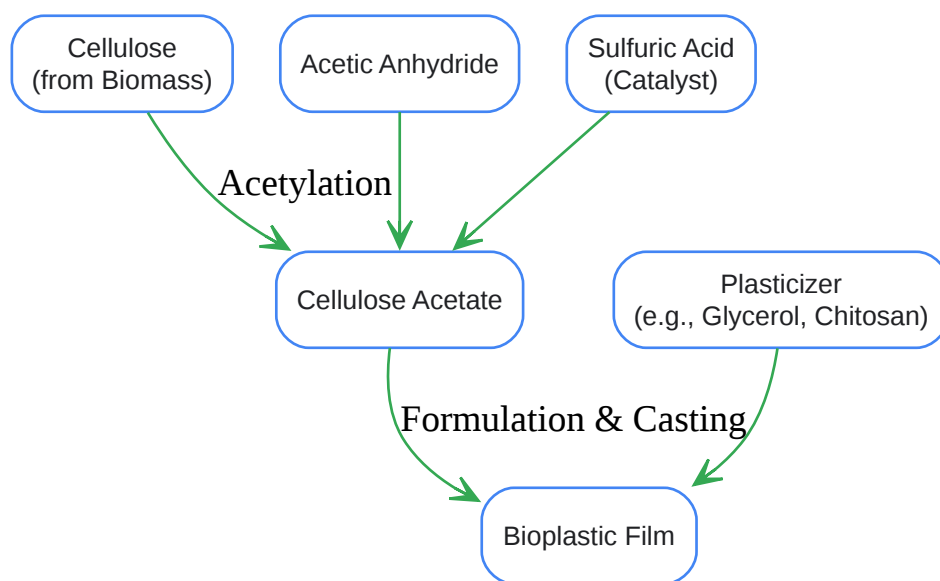 Cellulose
(from Biomass)
Acetic Anhydride
Sulfuric Acid
(Catalyst)
Acetylation
Cellulose Acetate
Plasticizer
(e.g., Glycerol, Chitosan)
Formulation & Casting
Bioplastic Film